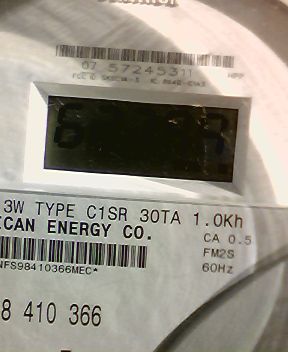 07 57245311
3W TYPE C1SR 30TA 1.0Kh
ICAN ENERGY CO.
CA 0.5
FM2S
60Hz
NFS98410366MEC*
8 410 366